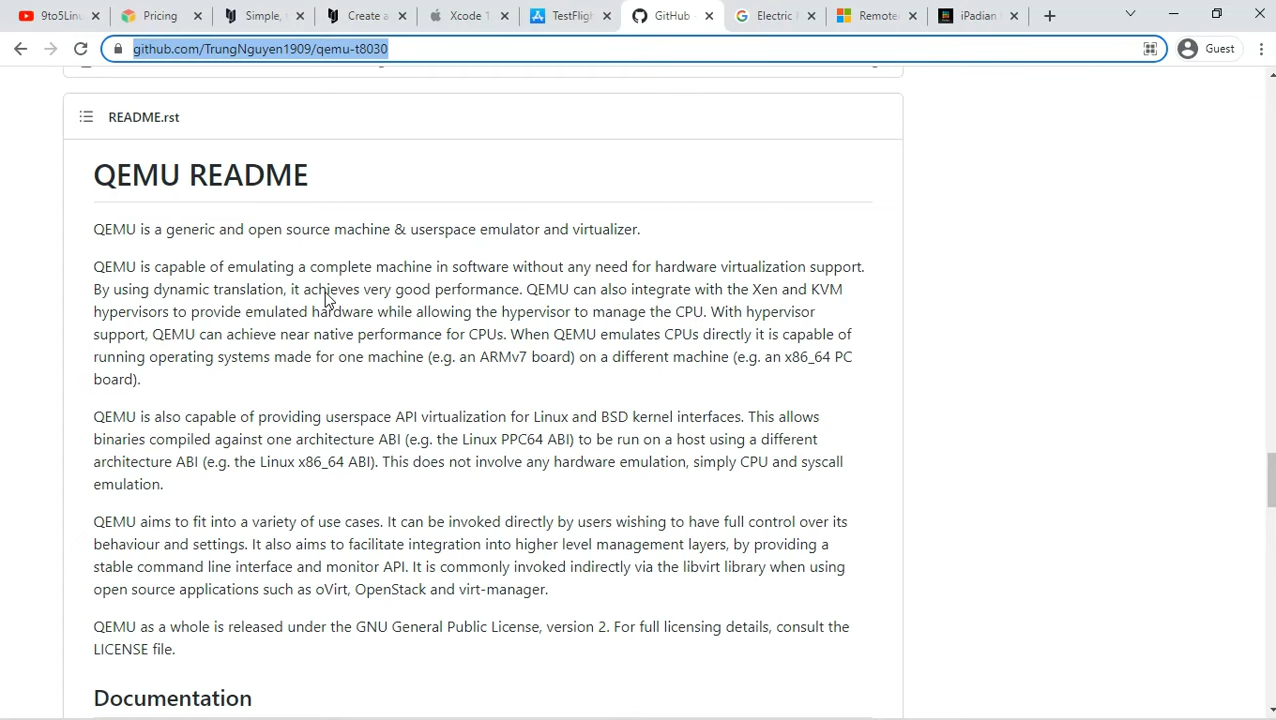 9to5Linu
Pricing
Simple, s
Create a
Xcode 1
TestFligh
GitHub -
Electric M
Remote
iPadian f
github.com/TrungNguyen1909/qemu-t8030
Guest
README.rst
QEMU README
QEMU is a generic and open source machine & userspace emulator and virtualizer.
QEMU is capable of emulating a complete machine in software without any need for hardware virtualization support.
By using dynamic translation, it achieves very good performance. QEMU can also integrate with the Xen and KVM
hypervisors to provide emulated hardware while allowing the hypervisor to manage the CPU. With hypervisor
support, QEMU can achieve near native performance for CPUs. When QEMU emulates CPUs directly it is capable of
running operating systems made for one machine (e.g. an ARMv7 board) on a different machine (e.g. an x86_64 PC
board).
QEMU is also capable of providing userspace API virtualization for Linux and BSD kernel interfaces. This allows
binaries compiled against one architecture ABI (e.g. the Linux PPC64 ABI) to be run on a host using a different
architecture ABI (e.g. the Linux x86_64 ABI). This does not involve any hardware emulation, simply CPU and syscall
emulation.
QEMU aims to fit into a variety of use cases. It can be invoked directly by users wishing to have full control over its
behaviour and settings. It also aims to facilitate integration into higher level management layers, by providing a
stable command line interface and monitor API. It is commonly invoked indirectly via the libvirt library when using
open source applications such as oVirt, OpenStack and virt-manager.
QEMU as a whole is released under the GNU General Public License, version 2. For full licensing details, consult the
LICENSE file.
Documentation